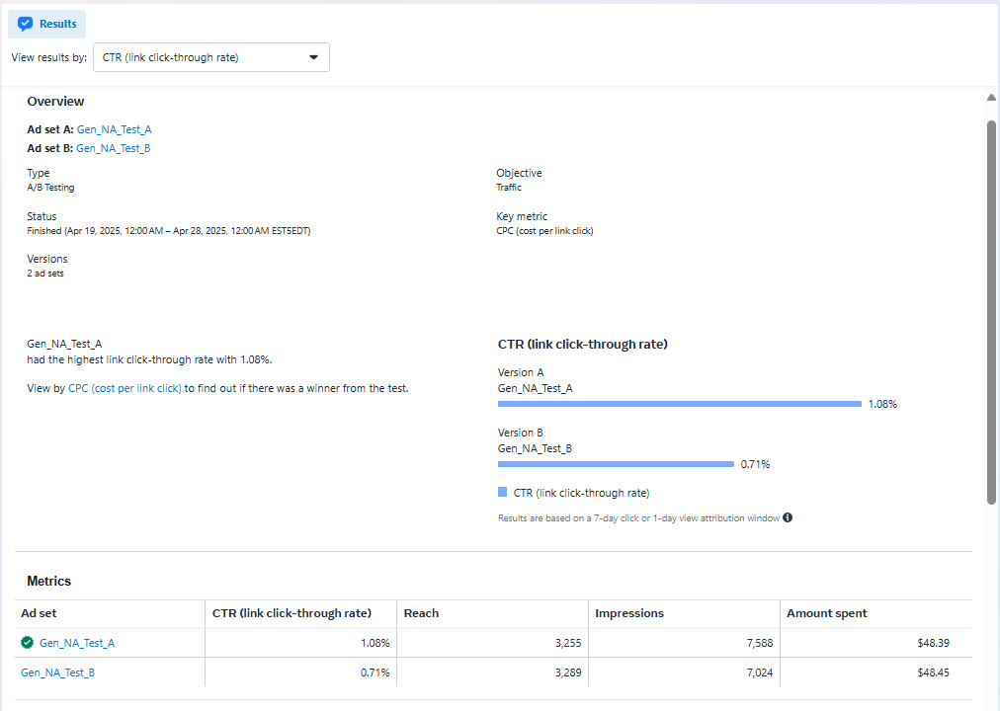 Results
View results by: CTR (link click-through rate)
Overview
Ad set A: Gen_NA_Test_A
Ad set B: Gen_NA_Test_B
Type
A/B Testing
Objective
Traffic
Status
Finished (Apr 19, 2025, 12:00 AM – Apr 28, 2025, 12:00 AM EST5EDT)
Key metric
CPC (cost per link click)
Versions
2 ad sets
Gen_NA_Test_A
had the highest link click-through rate with 1.08%.
View by CPC (cost per link click) to find out if there was a winner from the test.
CTR (link click-through rate)
Version A
Gen_NA_Test_A
1.08%
Version B
Gen_NA_Test_B
0.71%
CTR (link click-through rate)
Results are based on a 7-day click or 1-day view attribution window
Metrics
Ad set CTR (link click-through rate) Reach Impressions Amount spent
Gen_NA_Test_A 1.08% 3,255 7,588 $48.39
Gen_NA_Test_B 0.71% 3,289 7,024 $48.45